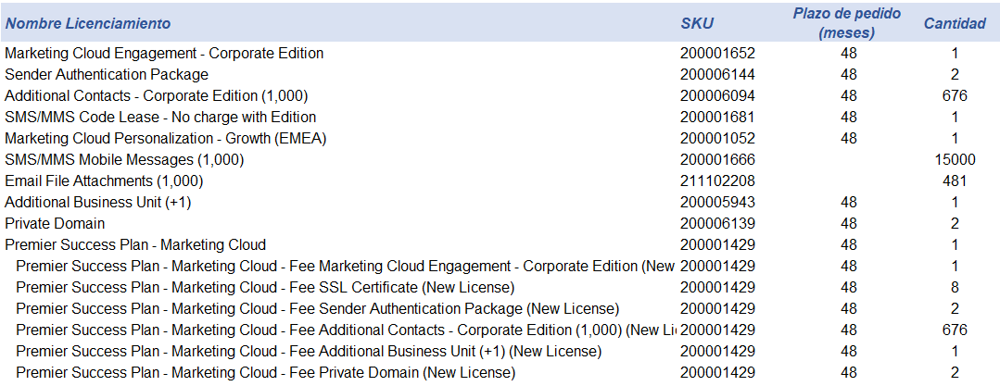 Nombre Licenciamiento SKU Plazo de pedido (meses) Cantidad
Marketing Cloud Engagement - Corporate Edition 200001652 48 1
Sender Authentication Package 200006144 48 2
Additional Contacts - Corporate Edition (1,000) 200006094 48 676
SMS/MMS Code Lease - No charge with Edition 200001681 48 1
Marketing Cloud Personalization - Growth (EMEA) 200001052 48 1
SMS/MMS Mobile Messages (1,000) 200001666 15000
Email File Attachments (1,000) 211102208 481
Additional Business Unit (+1) 200005943 48 1
Private Domain 200006139 48 2
Premier Success Plan - Marketing Cloud 200001429 48 1
Premier Success Plan - Marketing Cloud - Fee Marketing Cloud Engagement - Corporate Edition (New 200001429 48 1
Premier Success Plan - Marketing Cloud - Fee SSL Certificate (New License) 200001429 48 8
Premier Success Plan - Marketing Cloud - Fee Sender Authentication Package (New License) 200001429 48 2
Premier Success Plan - Marketing Cloud - Fee Additional Contacts - Corporate Edition (1,000) (New Li 200001429 48 676
Premier Success Plan - Marketing Cloud - Fee Additional Business Unit (+1) (New License) 200001429 48 1
Premier Success Plan - Marketing Cloud - Fee Private Domain (New License) 200001429 48 2